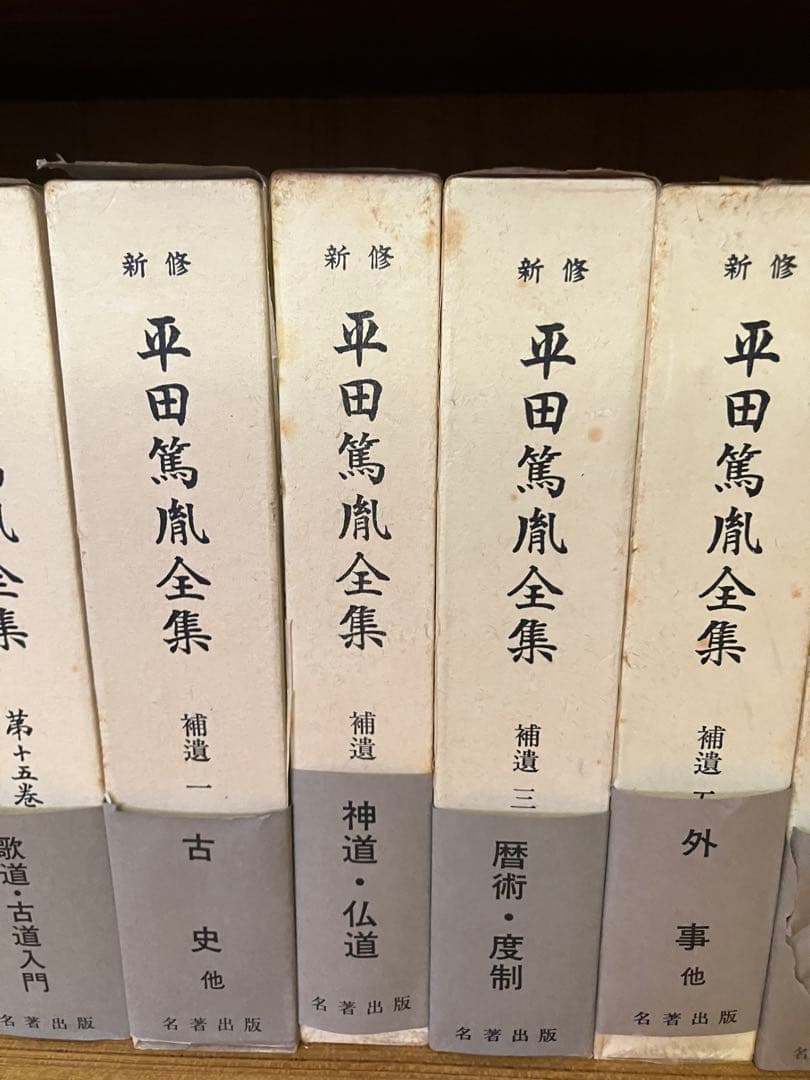 全集
第十五巻
歌道・古道入門
名著出版
新修
平田篤胤全集
補遺 一
古史 他
名著出版
新修
平田篤胤全集
補遺
神道・仏道
名著出版
新修
平田篤胤全集
補遺 三
暦術・度制
名著出版
新修
平田篤胤全集
補遺
外事 他
名著出版
名